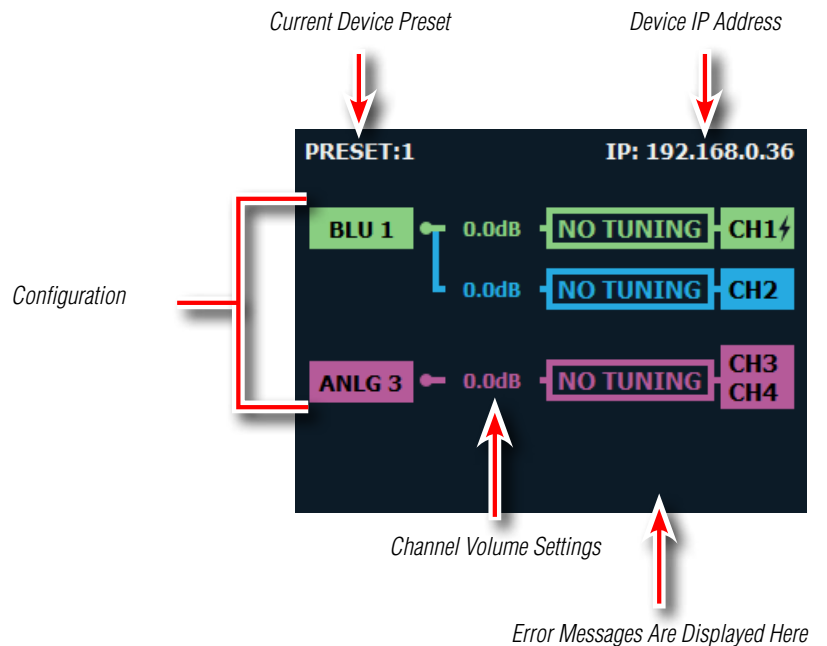 Current Device Preset
Device IP Address
PRESET:1
IP: 192.168.0.36
BLU 1
0.0dB
NO TUNING
CH1
0.0dB
NO TUNING
CH2
Configuration
ANLG 3
0.0dB
NO TUNING
CH3
CH4
Channel Volume Settings
Error Messages Are Displayed Here